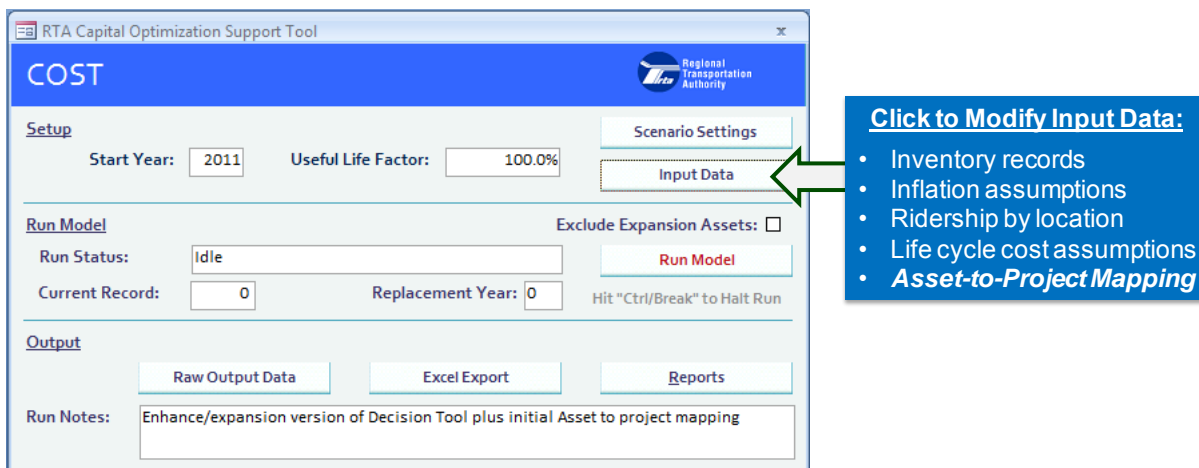 RTA Capital Optimization Support Tool x
COST
rta Regional
Transportation
Authority
Setup
Scenario Settings
Start Year: 2011 Useful Life Factor: 100.0%
Input Data
Run Model
Exclude Expansion Assets:
Run Status: Idle
Run Model
Current Record: 0 Replacement Year: 0
Hit "Ctrl/Break" to Halt Run
Output
Raw Output Data Excel Export Reports
Run Notes: Enhance/expansion version of Decision Tool plus initial Asset to project mapping
Click to Modify Input Data:
• Inventory records
• Inflation assumptions
• Ridership by location
• Life cycle cost assumptions
• Asset-to-Project Mapping